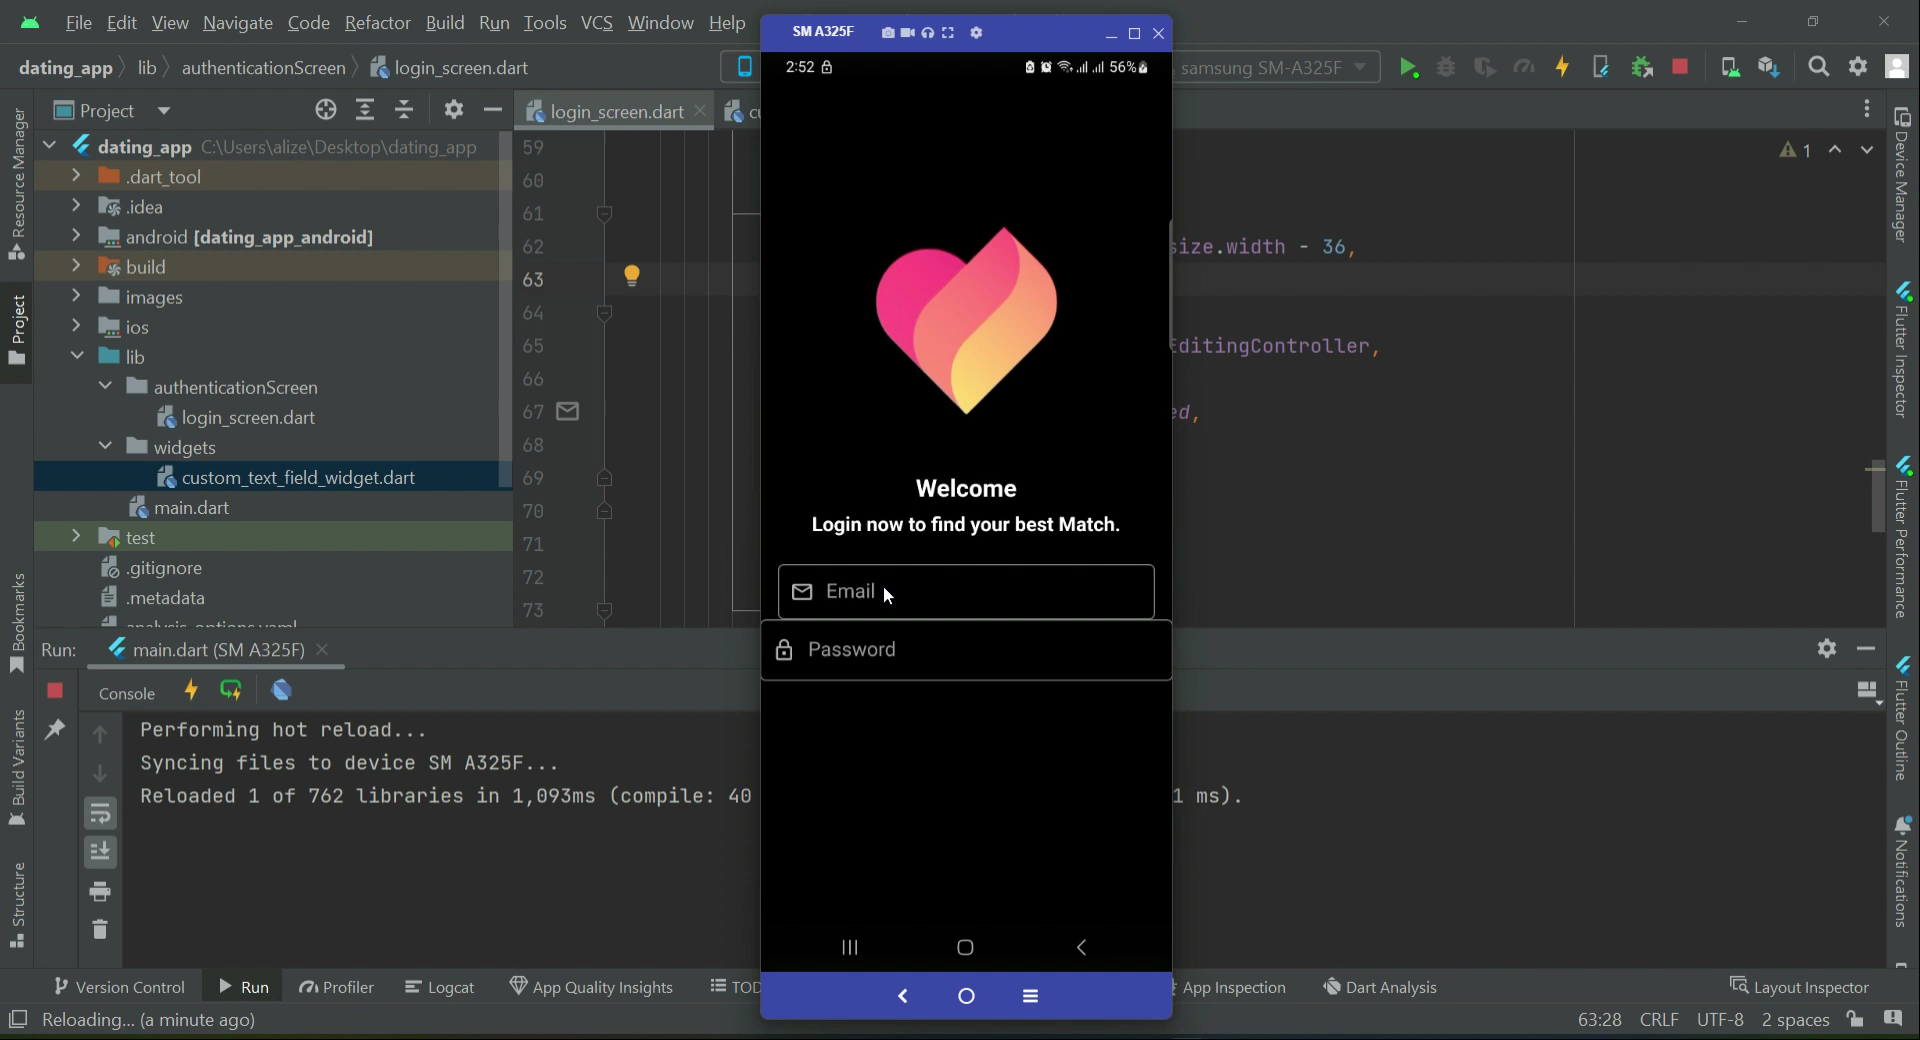 File Edit View Navigate Code Refactor Build Run Tools VCS Window Help
SM A325F
dating_app lib authenticationScreen login_screen.dart
samsung SM-A325F
2:52
56%
Resource Manager
Project
Bookmarks
Build Variants
Structure
Project
dating_app C:\Users\alize\Desktop\dating_app
.dart_tool
.idea
android [dating_app_android]
build
images
ios
lib
authenticationScreen
login_screen.dart
widgets
custom_text_field_widget.dart
main.dart
test
.gitignore
.metadata
analysis_options.yaml
login_screen.dart
59
60
61
62 size.width - 36,
63
64
65 EditingController,
66
67 ed,
68
69
70
71
72
73
1
Welcome
Login now to find your best Match.
Email
Password
Run: main.dart (SM A325F)
Console
Performing hot reload...
Syncing files to device SM A325F...
Reloaded 1 of 762 libraries in 1,093ms (compile: 40 1 ms).
Device Manager
Flutter Inspector
Flutter Performance
Flutter Outline
Notifications
Version Control Run Profiler Logcat App Quality Insights TOD App Inspection Dart Analysis Layout Inspector
Reloading... (a minute ago)
63:28 CRLF UTF-8 2 spaces